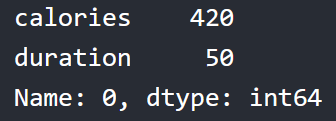 calories    420
duration     50
Name: 0, dtype: int64